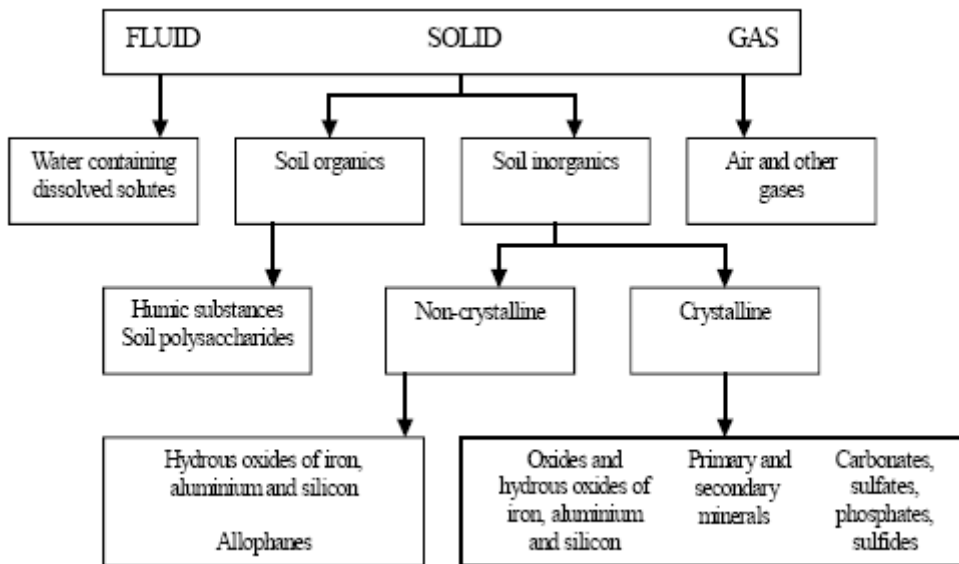 FLUID SOLID GAS
Water containing
dissolved solutes
Soil organics
Soil inorganics
Air and other
gases
Humic substances
Soil polysaccharides
Non-crystalline
Crystalline
Hydrous oxides of iron,
aluminium and silicon
Allophanes
Oxides and
hydrous oxides of
iron, aluminium
and silicon
Primary and
secondary
minerals
Carbonates,
sulfates,
phosphates,
sulfides